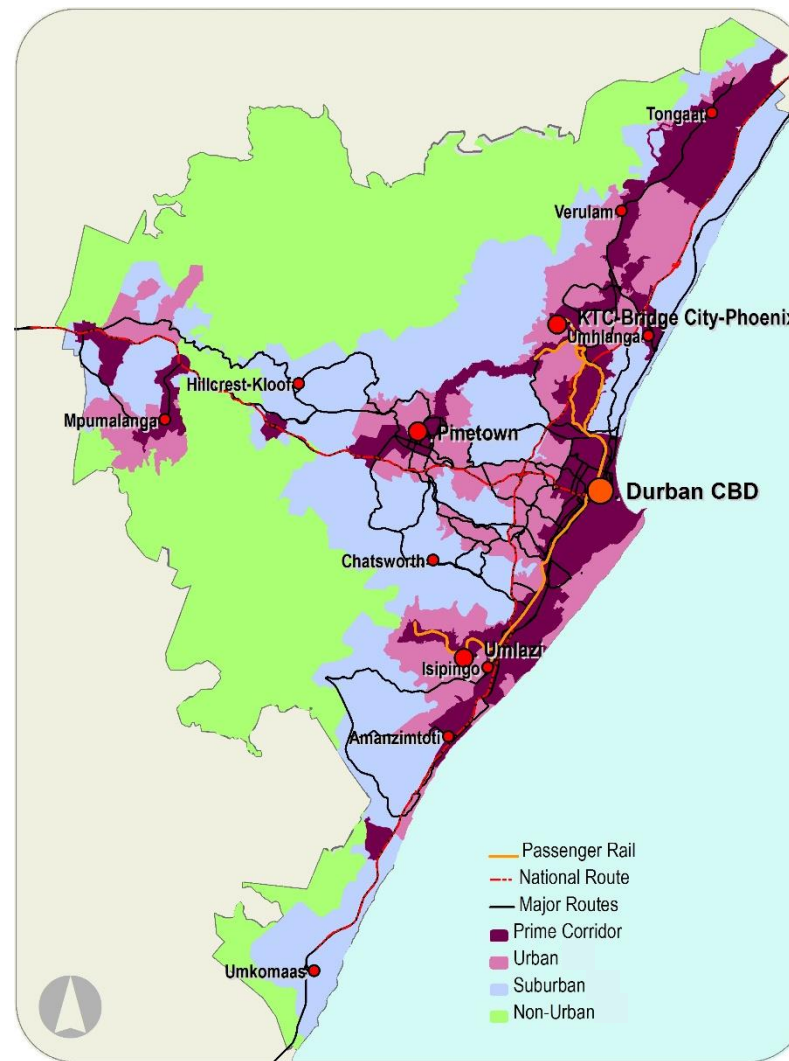 Tongaat
Verulam
KTC-Bridge City-Phoenix
Umhlanga
Hillcrest-Kloof
Mpumalanga
Pinetown
Durban CBD
Chatsworth
Umlazi
Isipingo
Amanzimtoti
Umkomaas
Passenger Rail
National Route
Major Routes
Prime Corridor
Urban
Suburban
Non-Urban